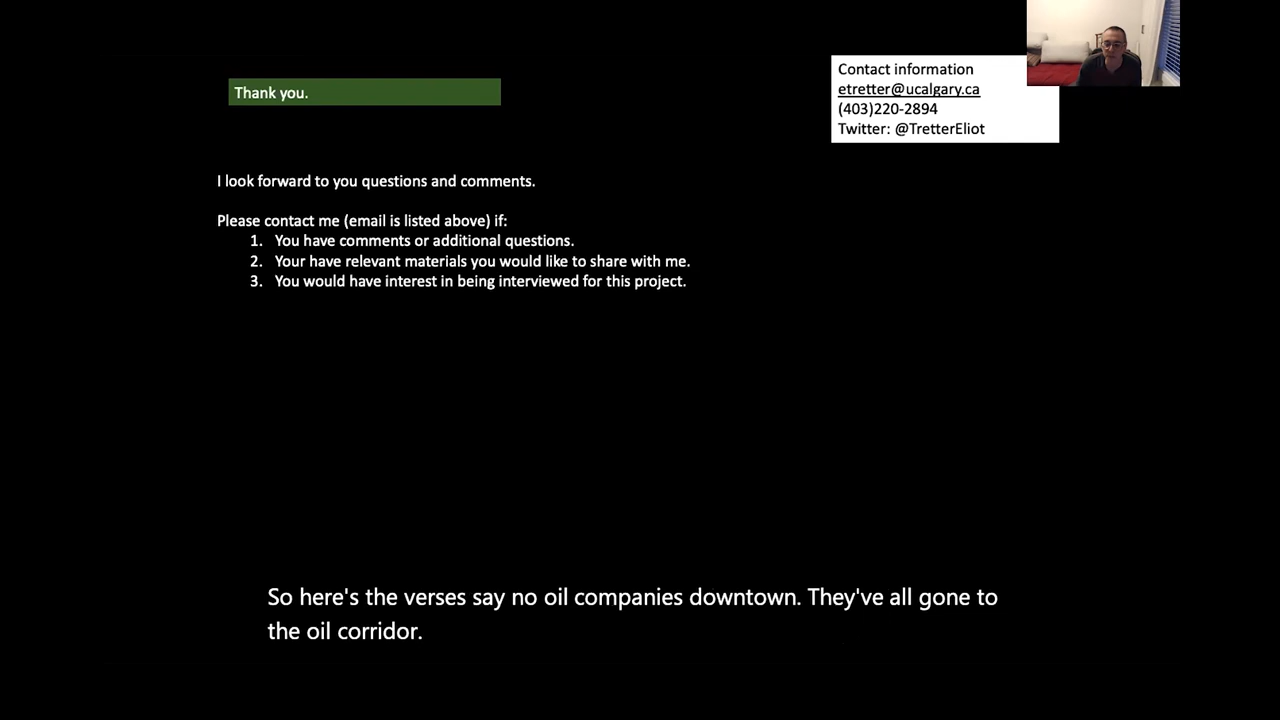 Thank you.
Contact information
etretter@ucalgary.ca
(403)220-2894
Twitter: @TretterEliot
I look forward to you questions and comments.
Please contact me (email is listed above) if:
1. You have comments or additional questions.
2. Your have relevant materials you would like to share with me.
3. You would have interest in being interviewed for this project.
So here's the verses say no oil companies downtown. They've all gone to
the oil corridor.